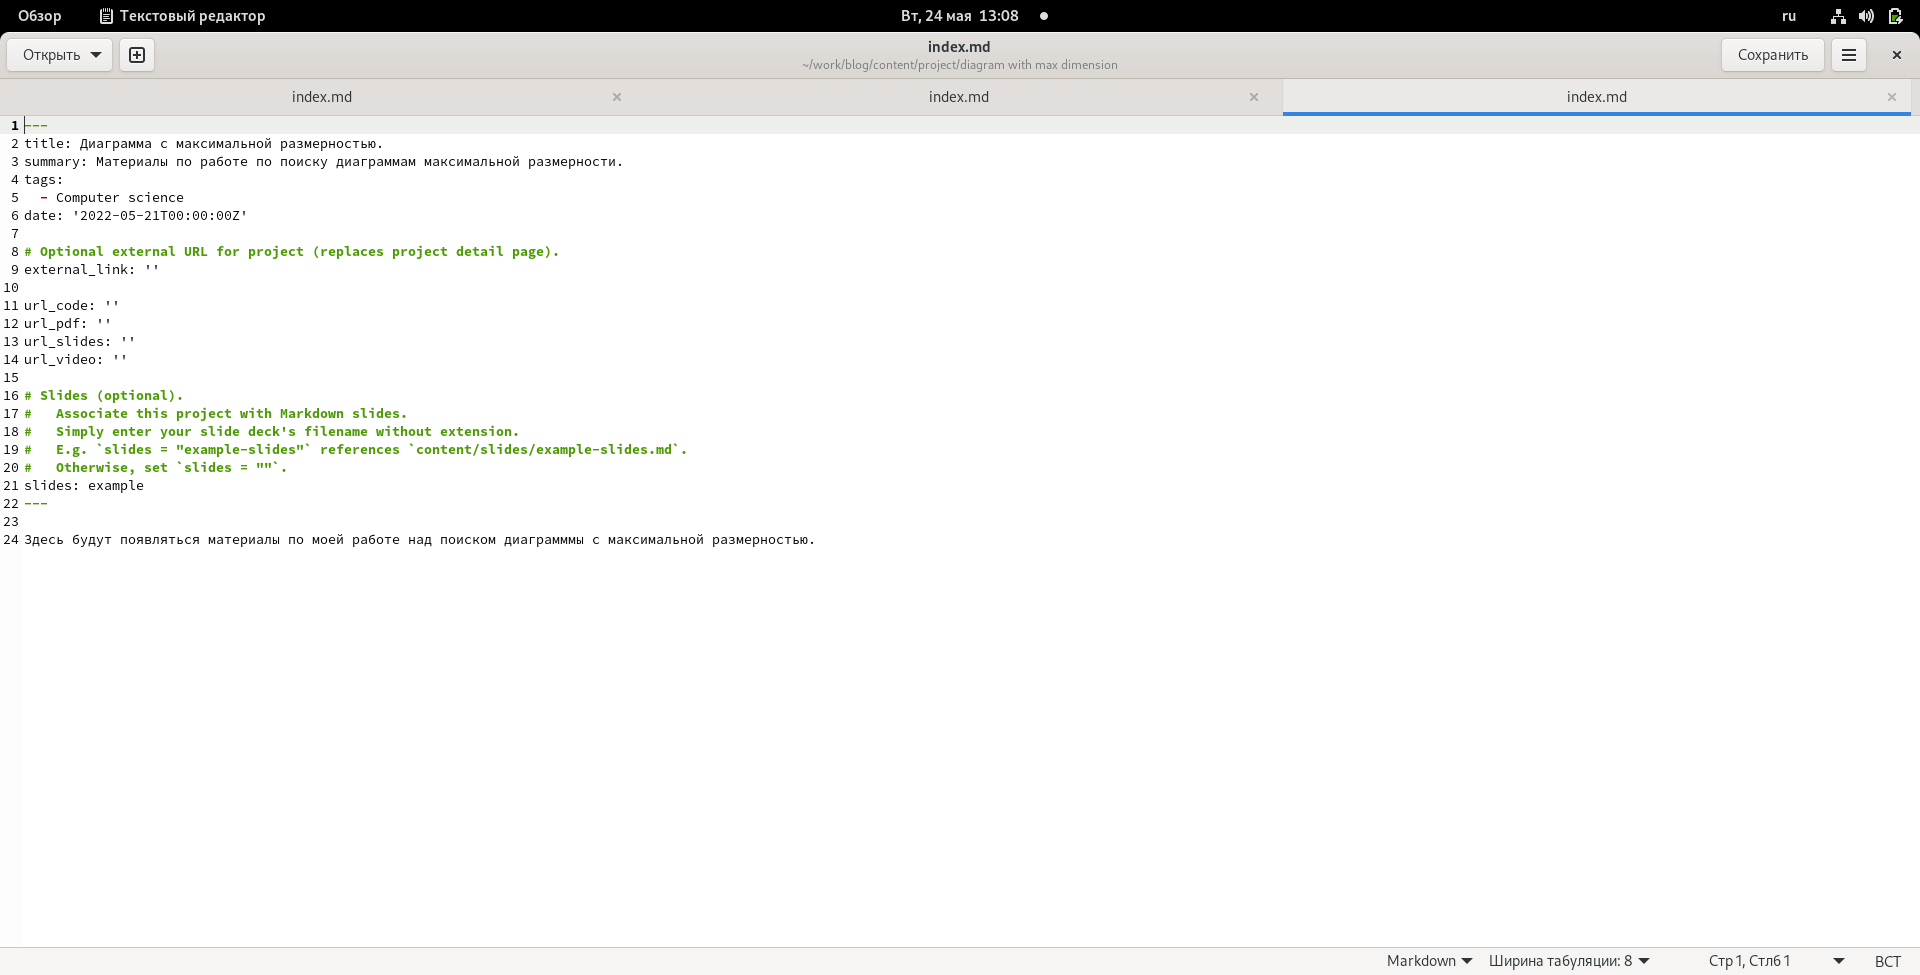 Обзор Текстовый редактор Вт, 24 мая 13:08 ru
Открыть index.md Сохранить
~/work/blog/content/project/diagram with max dimension
index.md index.md index.md
1 ---
2 title: Диаграмма с максимальной размерностью.
3 summary: Материалы по работе по поиску диаграммам максимальной размерности.
4 tags:
5   - Computer science
6 date: '2022-05-21T00:00:00Z'
7
8 # Optional external URL for project (replaces project detail page).
9 external_link: ''
10
11 url_code: ''
12 url_pdf: ''
13 url_slides: ''
14 url_video: ''
15
16 # Slides (optional).
17 #   Associate this project with Markdown slides.
18 #   Simply enter your slide deck's filename without extension.
19 #   E.g. `slides = "example-slides"` references `content/slides/example-slides.md`.
20 #   Otherwise, set `slides = ""`.
21 slides: example
22 ---
23
24 Здесь будут появляться материалы по моей работе над поиском диаграмммы с максимальной размерностью.
Markdown Ширина табуляции: 8 Стр 1, Стлб 1 ВСТ